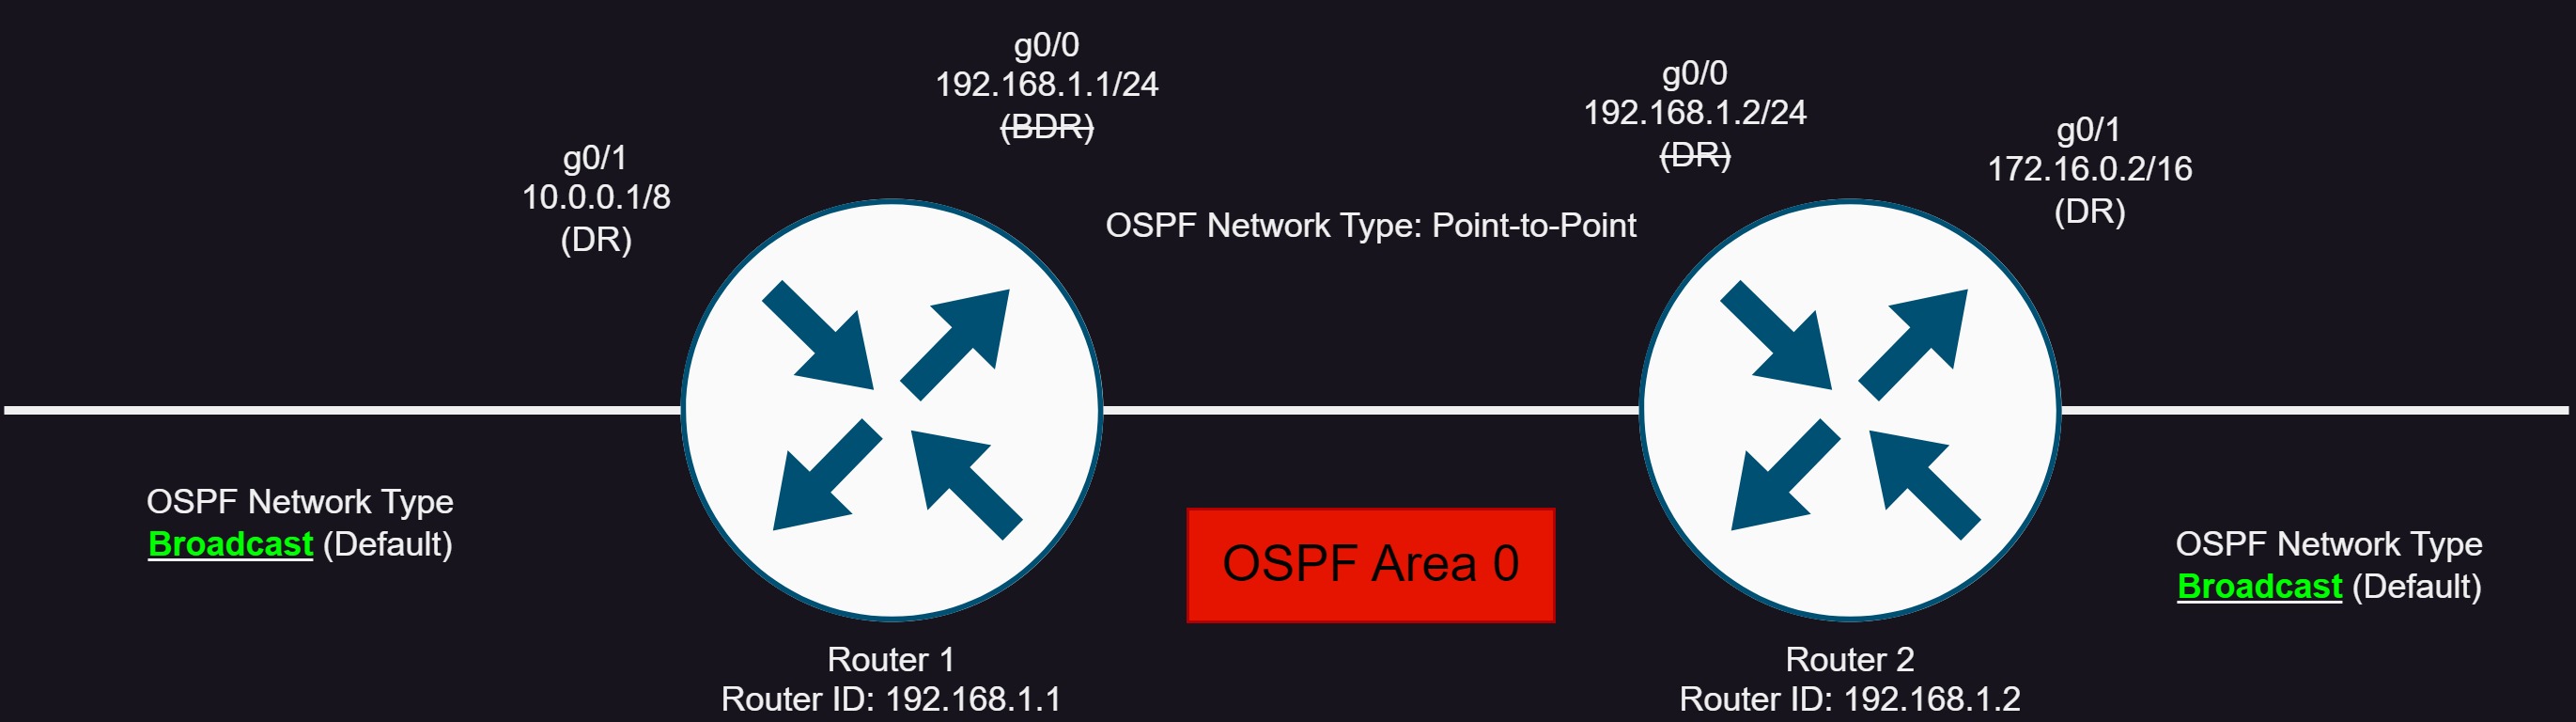 g0/0
192.168.1.1/24
(BDR)
g0/0
192.168.1.2/24
(DR)
g0/1
172.16.0.2/16
(DR)
g0/1
10.0.0.1/8
(DR)
OSPF Network Type: Point-to-Point
OSPF Network Type
Broadcast (Default)
OSPF Area 0
OSPF Network Type
Broadcast (Default)
Router 1
Router ID: 192.168.1.1
Router 2
Router ID: 192.168.1.2